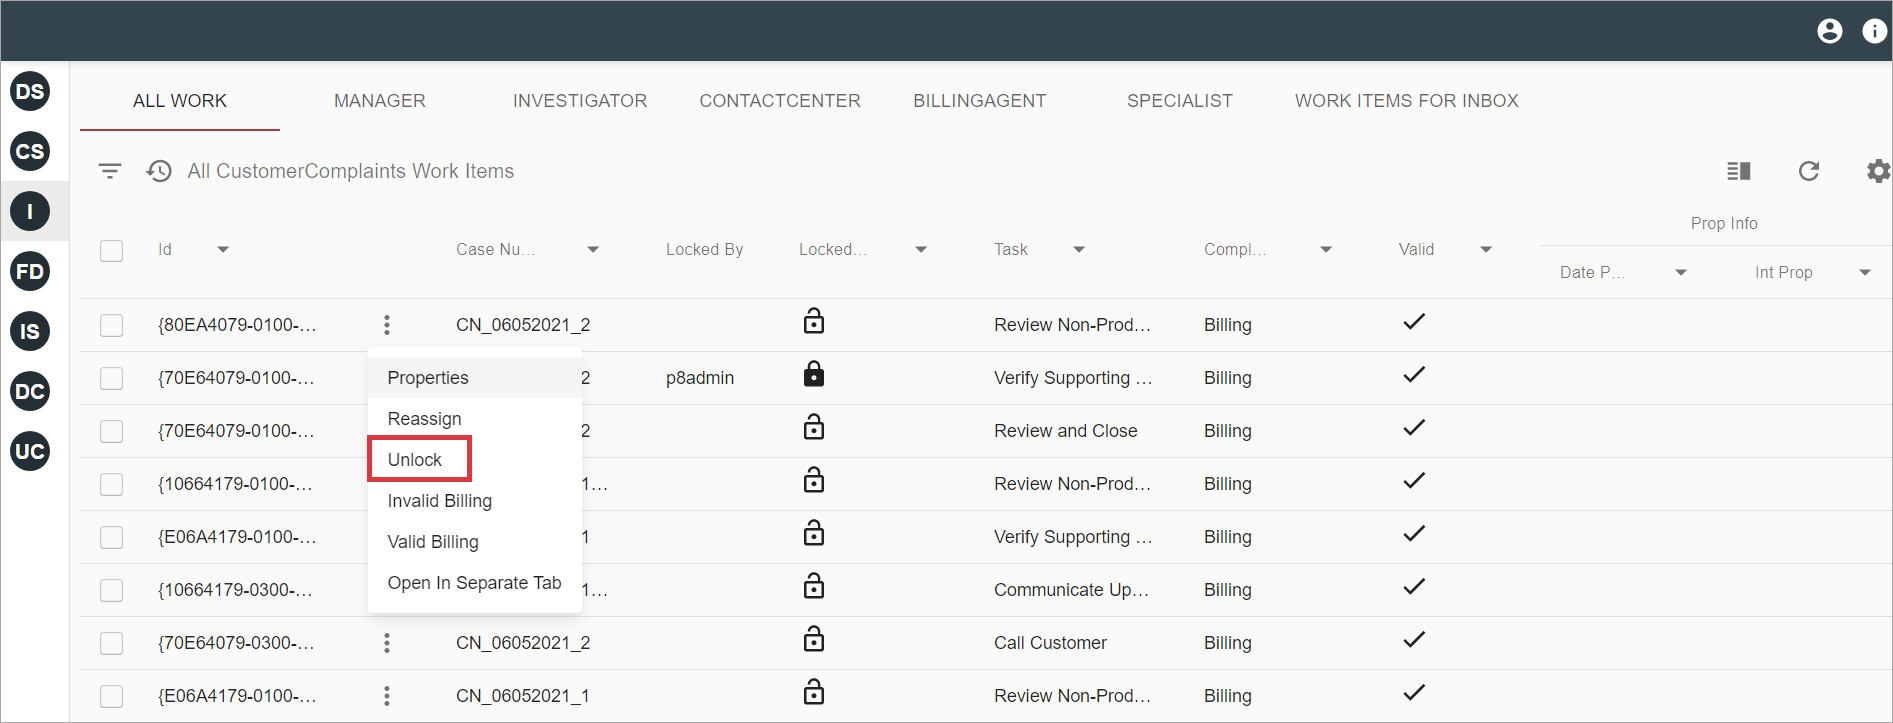 DS
CS
I
FD
IS
DC
UC
ALL WORK MANAGER INVESTIGATOR CONTACTCENTER BILLINGAGENT SPECIALIST WORK ITEMS FOR INBOX
All CustomerComplaints Work Items
Prop Info
Id Case Nu... Locked By Locked... Task Compl... Valid
Date P... Int Prop
{80EA4079-0100-... CN_06052021_2 Review Non-Prod... Billing
{70E64079-0100-... 2 p8admin Verify Supporting ... Billing
{70E64079-0100-... 2 Review and Close Billing
{10664179-0100-... 1... Review Non-Prod... Billing
{E06A4179-0100-... 1 Verify Supporting ... Billing
{10664179-0300-... 1... Communicate Up... Billing
{70E64079-0300-... CN_06052021_2 Call Customer Billing
{E06A4179-0100-... CN_06052021_1 Review Non-Prod... Billing
Properties
Reassign
Unlock
Invalid Billing
Valid Billing
Open In Separate Tab